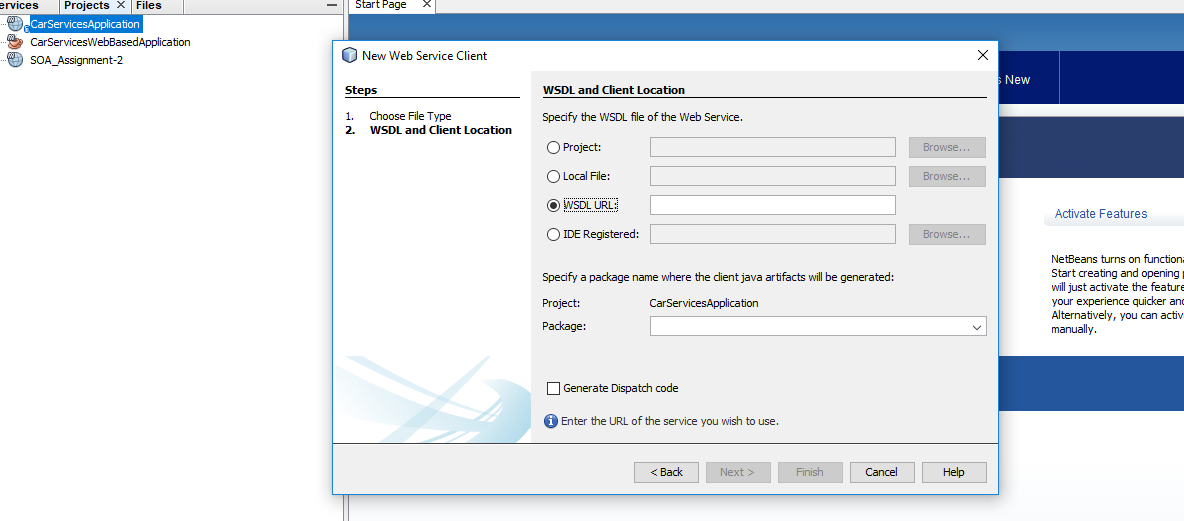 ervices
Projects
Files
Start Page
CarServicesApplication
CarServicesWebBasedApplication
SOA_Assignment-2
New Web Service Client
Steps
1. Choose File Type
2. WSDL and Client Location
WSDL and Client Location
Specify the WSDL file of the Web Service.
Project:
Browse...
Local File:
Browse...
WSDL URL:
IDE Registered:
Browse...
Specify a package name where the client java artifacts will be generated:
Project: CarServicesApplication
Package:
Generate Dispatch code
Enter the URL of the service you wish to use.
< Back
Next >
Finish
Cancel
Help
s New
Activate Features
NetBeans turns on functiona
Start creating and opening p
will just activate the feature
your experience quicker and
Alternatively, you can activa
manually.